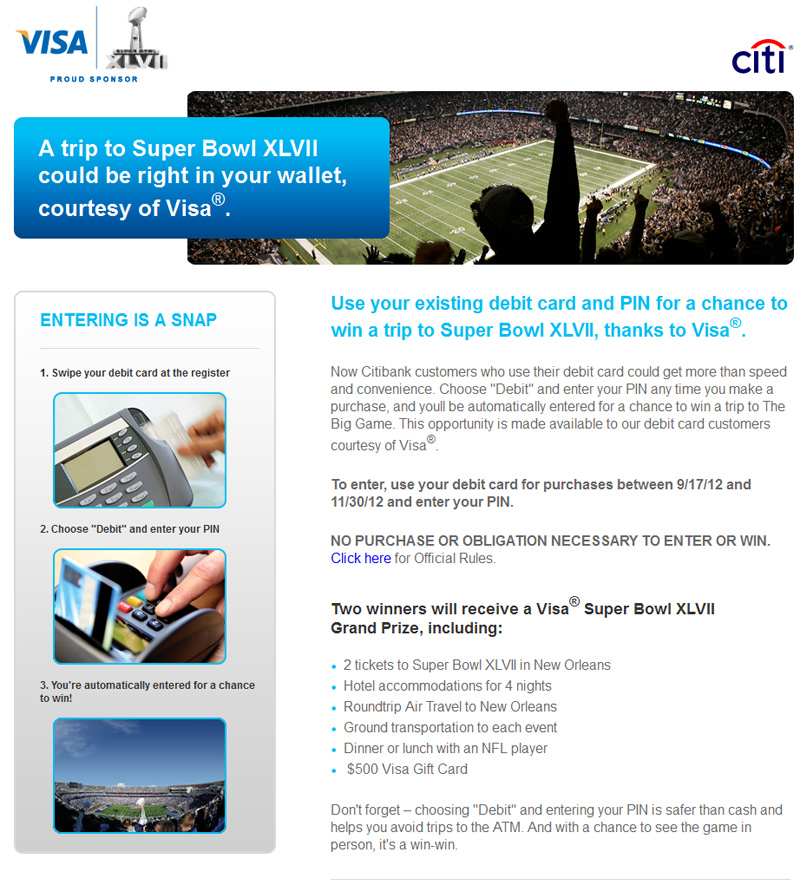 VISA
SUPER BOWL
XLVII
PROUD SPONSOR
citi®
A trip to Super Bowl XLVII
could be right in your wallet,
courtesy of Visa®.
ENTERING IS A SNAP
1. Swipe your debit card at the register
2. Choose "Debit" and enter your PIN
3. You're automatically entered for a chance
to win!
Use your existing debit card and PIN for a chance to
win a trip to Super Bowl XLVII, thanks to Visa®.
Now Citibank customers who use their debit card could get more than speed
and convenience. Choose "Debit" and enter your PIN any time you make a
purchase, and youll be automatically entered for a chance to win a trip to The
Big Game. This opportunity is made available to our debit card customers
courtesy of Visa®.
To enter, use your debit card for purchases between 9/17/12 and
11/30/12 and enter your PIN.
NO PURCHASE OR OBLIGATION NECESSARY TO ENTER OR WIN.
Click here for Official Rules.
Two winners will receive a Visa® Super Bowl XLVII
Grand Prize, including:
• 2 tickets to Super Bowl XLVII in New Orleans
• Hotel accommodations for 4 nights
• Roundtrip Air Travel to New Orleans
• Ground transportation to each event
• Dinner or lunch with an NFL player
• $500 Visa Gift Card
Don't forget – choosing "Debit" and entering your PIN is safer than cash and
helps you avoid trips to the ATM. And with a chance to see the game in
person, it's a win-win.